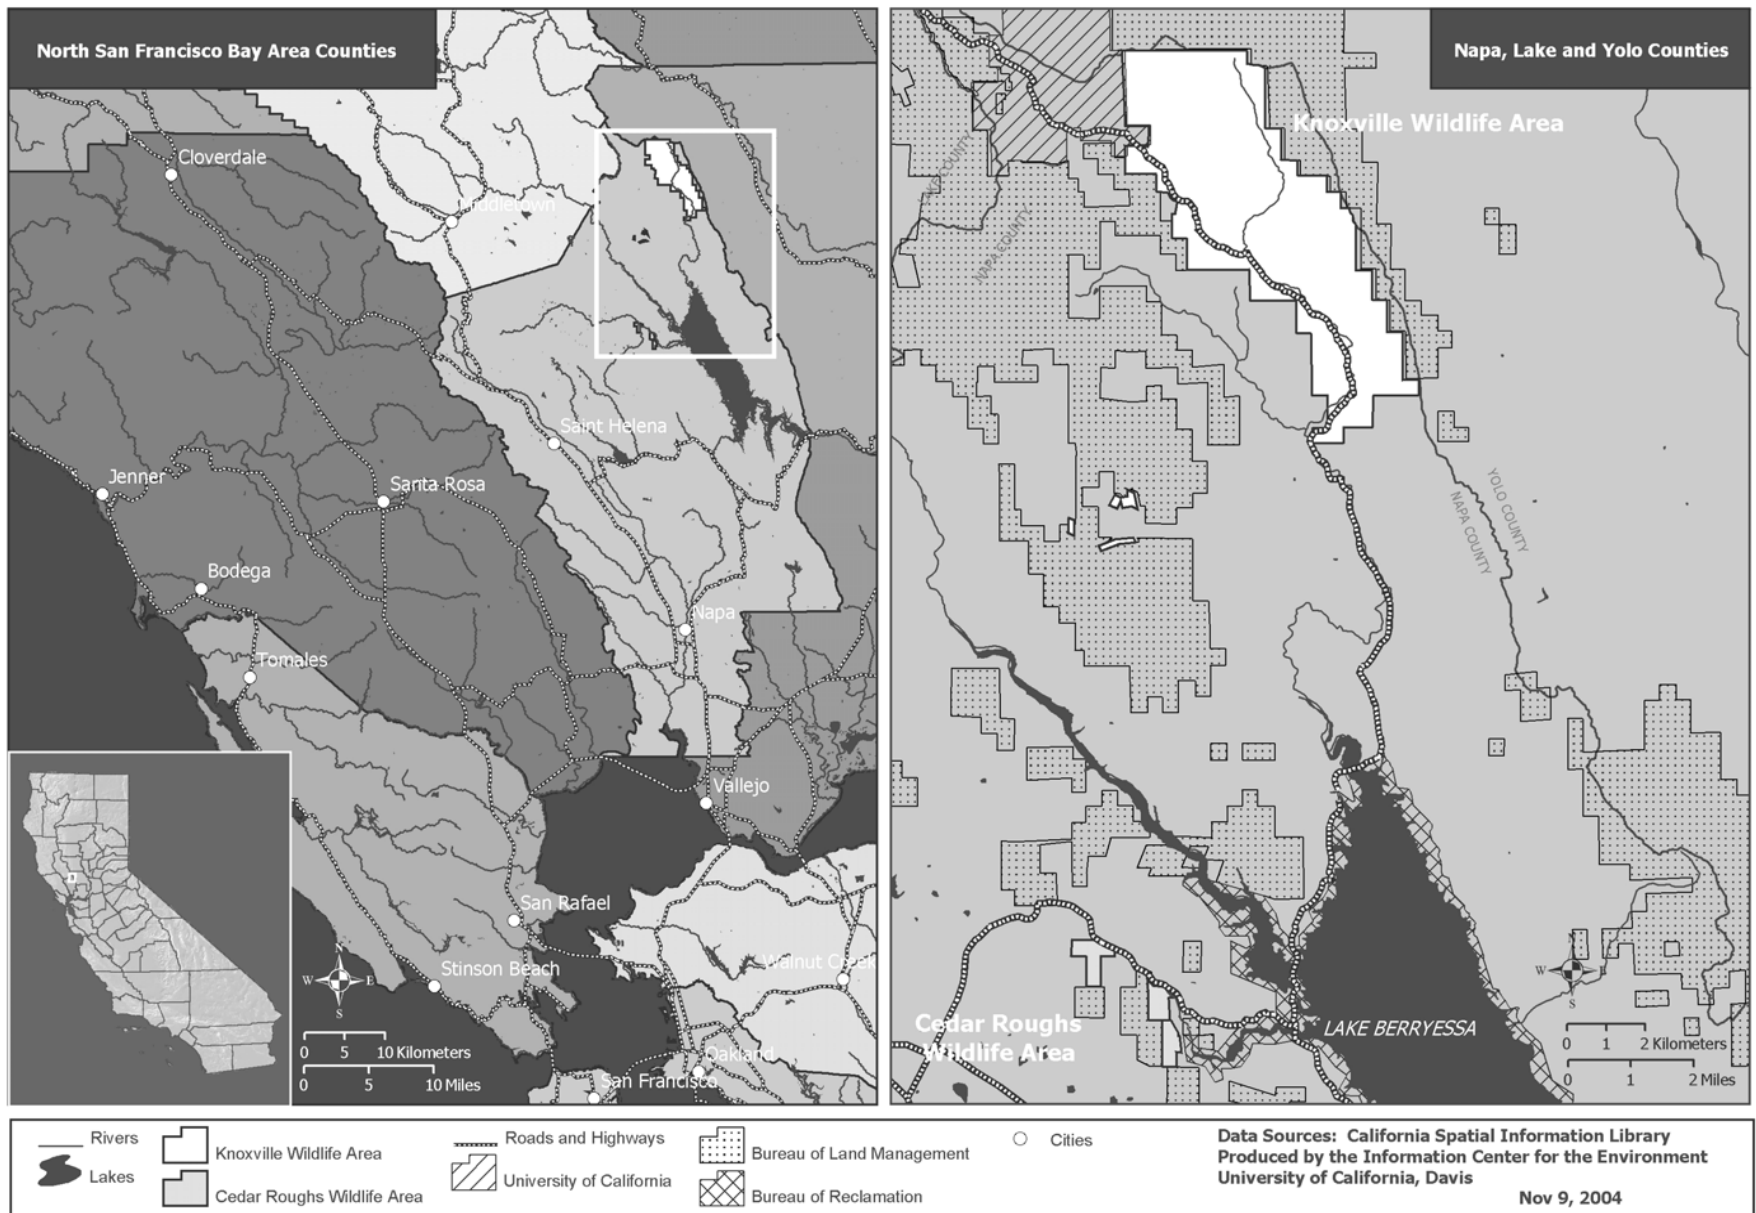 North San Francisco Bay Area Counties
Cloverdale
Middletown
Saint Helena
Jenner
Santa Rosa
Bodega
Napa
Tomales
Vallejo
San Rafael
Stinson Beach
Walnut Creek
Oakland
San Francisco
N
W E
S
0 5 10 Kilometers
0 5 10 Miles
Napa, Lake and Yolo Counties
Knoxville Wildlife Area
LAKE COUNTY
NAPA COUNTY
YOLO COUNTY
NAPA COUNTY
Cedar Roughs
Wildlife Area
LAKE BERRYESSA
N
W E
S
0 1 2 Kilometers
0 1 2 Miles
Rivers
Lakes
Knoxville Wildlife Area
Cedar Roughs Wildlife Area
Roads and Highways
University of California
Bureau of Land Management
Bureau of Reclamation
Cities
Data Sources: California Spatial Information Library
Produced by the Information Center for the Environment
University of California, Davis
Nov 9, 2004